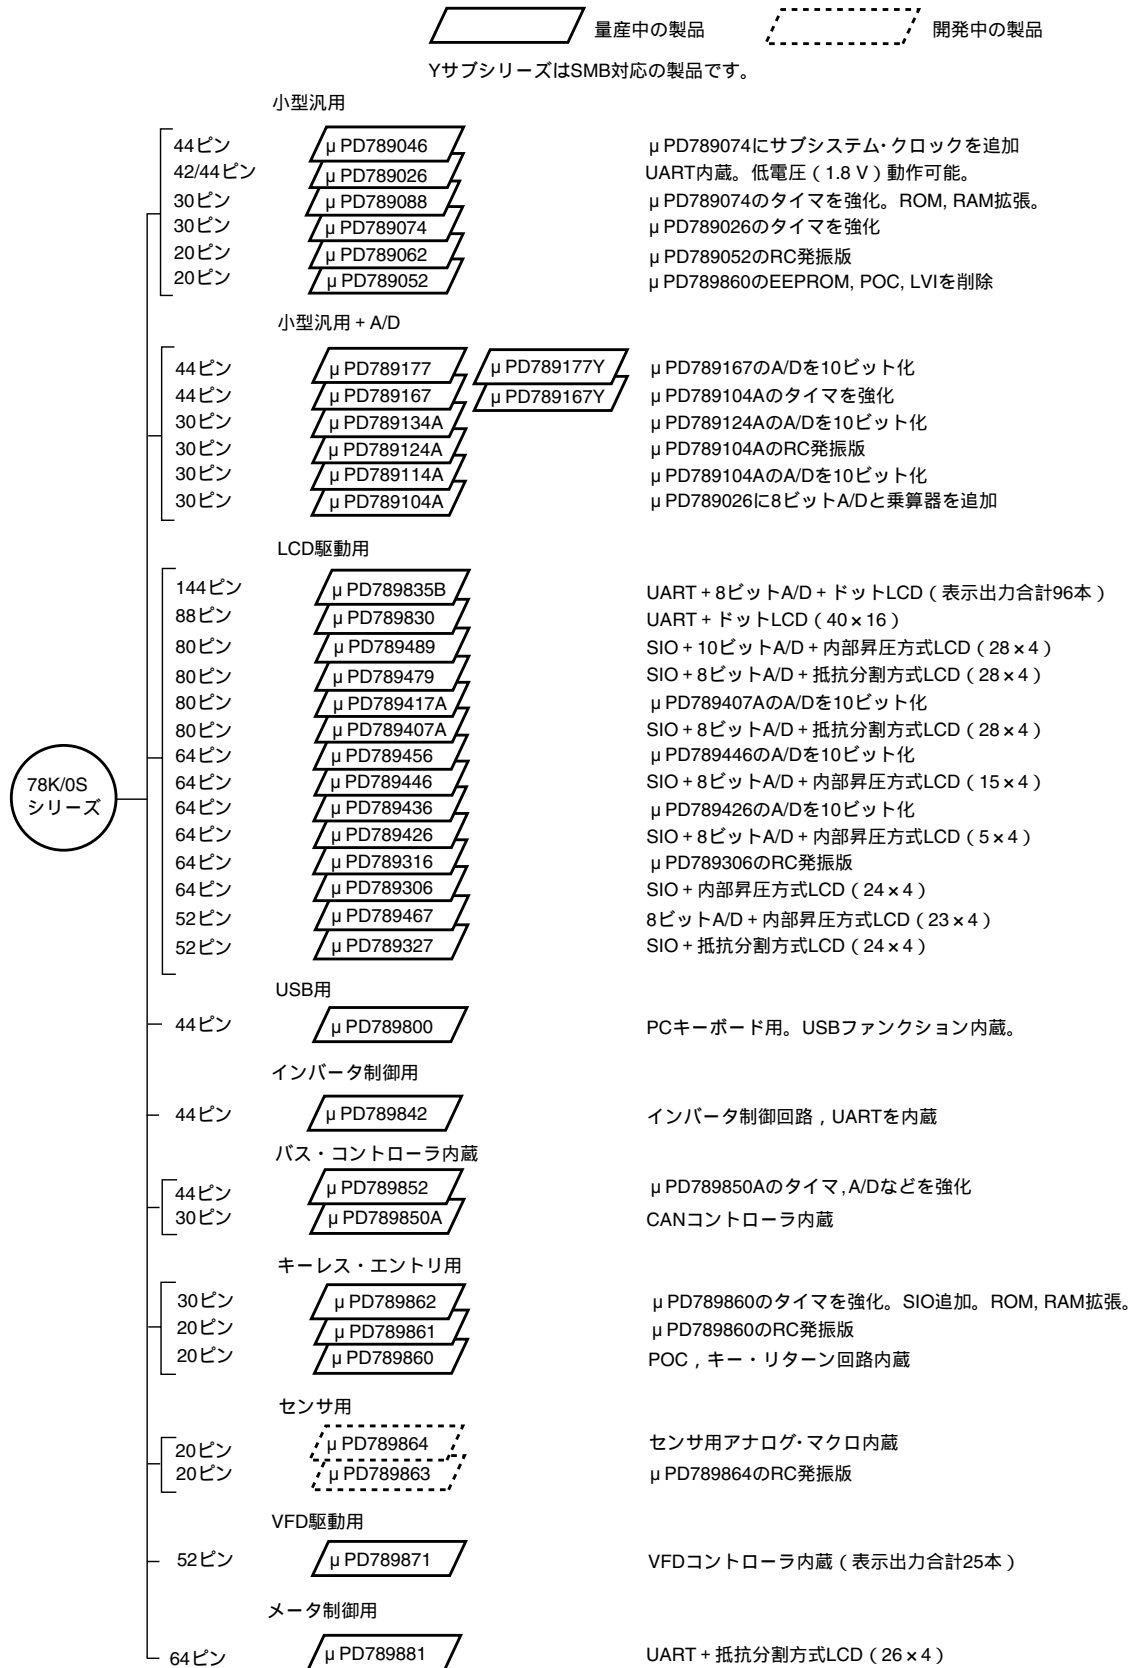 量産中の製品 開発中の製品
YサブシリーズはSMB対応の製品です。
小型汎用
44ピン μPD789046 μPD789074にサブシステム・クロックを追加
42/44ピン μPD789026 UART内蔵。低電圧（1.8 V）動作可能。
30ピン μPD789088 μPD789074のタイマを強化。ROM, RAM拡張。
30ピン μPD789074 μPD789026のタイマを強化
20ピン μPD789062 μPD789052のRC発振版
20ピン μPD789052 μPD789860のEEPROM, POC, LVIを削除
小型汎用＋A/D
44ピン μPD789177 μPD789177Y μPD789167のA/Dを10ビット化
44ピン μPD789167 μPD789167Y μPD789104Aのタイマを強化
30ピン μPD789134A μPD789124AのA/Dを10ビット化
30ピン μPD789124A μPD789104AのRC発振版
30ピン μPD789114A μPD789104AのA/Dを10ビット化
30ピン μPD789104A μPD789026に8ビットA/Dと乗算器を追加
LCD駆動用
144ピン μPD789835B UART＋8ビットA/D＋ドットLCD（表示出力合計96本）
88ピン μPD789830 UART＋ドットLCD（40×16）
80ピン μPD789489 SIO＋10ビットA/D＋内部昇圧方式LCD（28×4）
80ピン μPD789479 SIO＋8ビットA/D＋抵抗分割方式LCD（28×4）
80ピン μPD789417A μPD789407AのA/Dを10ビット化
80ピン μPD789407A SIO＋8ビットA/D＋抵抗分割方式LCD（28×4）
64ピン μPD789456 μPD789446のA/Dを10ビット化
64ピン μPD789446 SIO＋8ビットA/D＋内部昇圧方式LCD（15×4）
64ピン μPD789436 μPD789426のA/Dを10ビット化
64ピン μPD789426 SIO＋8ビットA/D＋内部昇圧方式LCD（5×4）
64ピン μPD789316 μPD789306のRC発振版
64ピン μPD789306 SIO＋内部昇圧方式LCD（24×4）
52ピン μPD789467 8ビットA/D＋内部昇圧方式LCD（23×4）
52ピン μPD789327 SIO＋抵抗分割方式LCD（24×4）
78K/0S
シリーズ
USB用
44ピン μPD789800 PCキーボード用。USBファンクション内蔵。
インバータ制御用
44ピン μPD789842 インバータ制御回路，UARTを内蔵
バス・コントローラ内蔵
44ピン μPD789852 μPD789850Aのタイマ,A/Dなどを強化
30ピン μPD789850A CANコントローラ内蔵
キーレス・エントリ用
30ピン μPD789862 μPD789860のタイマを強化。SIO追加。ROM, RAM拡張。
20ピン μPD789861 μPD789860のRC発振版
20ピン μPD789860 POC，キー・リターン回路内蔵
センサ用
20ピン μPD789864 センサ用アナログ・マクロ内蔵
20ピン μPD789863 μPD789864のRC発振版
VFD駆動用
52ピン μPD789871 VFDコントローラ内蔵（表示出力合計25本）
メータ制御用
64ピン μPD789881 UART＋抵抗分割方式LCD（26×4）